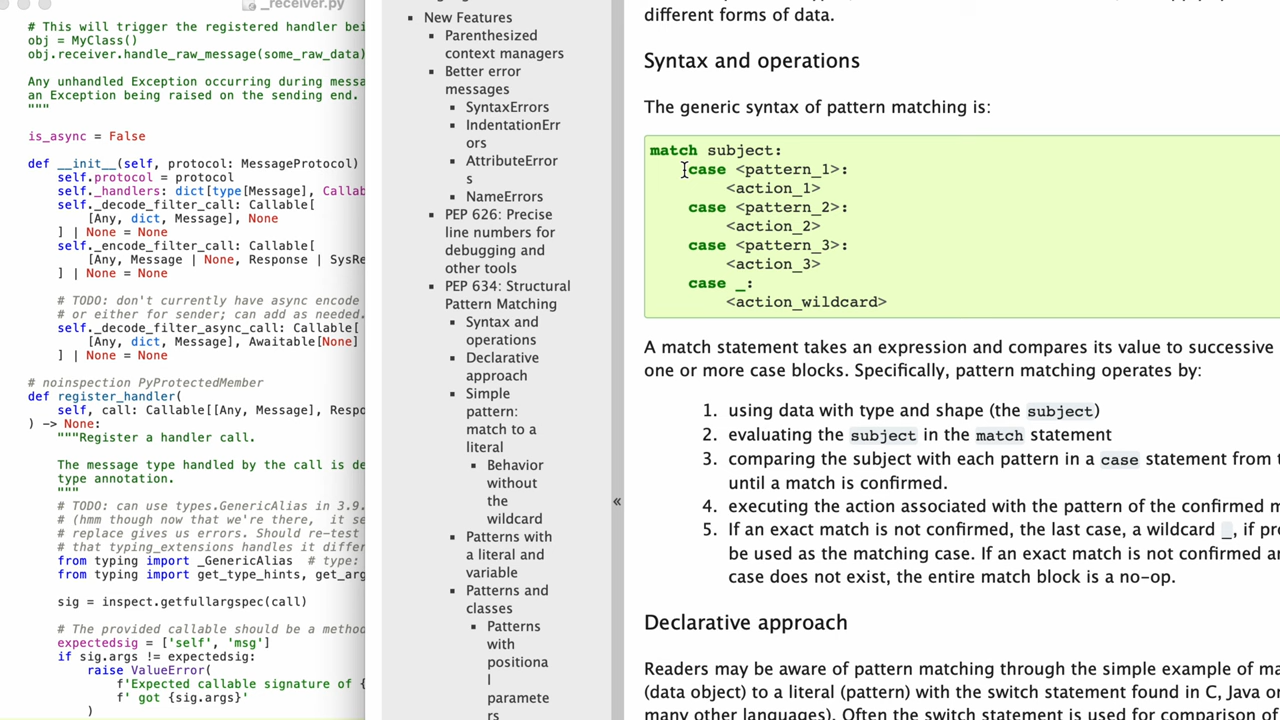 _receiver.py
# This will trigger the registered handler bei
obj = MyClass()
obj.receiver.handle_raw_message(some_raw_data)
Any unhandled Exception occurring during messa
an Exception being raised on the sending end.
"""
is_async = False
def __init__(self, protocol: MessageProtocol)
self.protocol = protocol
self._handlers: dict[type[Message], Callab
self._decode_filter_call: Callable[
[Any, dict, Message], None
] | None = None
self._encode_filter_call: Callable[
[Any, Message | None, Response | SysRe
] | None = None
# TODO: don't currently have async encode
# or either for sender; can add as needed.
self._decode_filter_async_call: Callable[
[Any, dict, Message], Awaitable[None]
] | None = None
# noinspection PyProtectedMember
def register_handler(
self, call: Callable[[Any, Message], Respo
) -> None:
"""Register a handler call.
The message type handled by the call is de
type annotation.
"""
# TODO: can use types.GenericAlias in 3.9.
# (hmm though now that we're there,  it se
# replace gives us errors. Should re-test
# that typing_extensions handles it differ
from typing import _GenericAlias  # type:
from typing import get_type_hints, get_arg
sig = inspect.getfullargspec(call)
# The provided callable should be a metho
expectedsig = ['self', 'msg']
if sig.args != expectedsig:
raise ValueError(
f'Expected callable signature of {
f' got {sig.args}'
)
New Features
Parenthesized
context managers
Better error
messages
SyntaxErrors
IndentationErr
ors
AttributeError
s
NameErrors
PEP 626: Precise
line numbers for
debugging and
other tools
PEP 634: Structural
Pattern Matching
Syntax and
operations
Declarative
approach
Simple
pattern:
match to a
literal
Behavior
without
the
wildcard
Patterns with
a literal and
variable
Patterns and
classes
Patterns
with
positiona
l
paramete
rs
«
different forms of data.
Syntax and operations
The generic syntax of pattern matching is:
match subject:
case <pattern_1>:
<action_1>
case <pattern_2>:
<action_2>
case <pattern_3>:
<action_3>
case _:
<action_wildcard>
A match statement takes an expression and compares its value to successive
one or more case blocks. Specifically, pattern matching operates by:
1. using data with type and shape (the subject)
2. evaluating the subject in the match statement
3. comparing the subject with each pattern in a case statement from t
until a match is confirmed.
4. executing the action associated with the pattern of the confirmed m
5. If an exact match is not confirmed, the last case, a wildcard _, if pro
be used as the matching case. If an exact match is not confirmed an
case does not exist, the entire match block is a no-op.
Declarative approach
Readers may be aware of pattern matching through the simple example of ma
(data object) to a literal (pattern) with the switch statement found in C, Java or
many other languages). Often the switch statement is used for comparison of